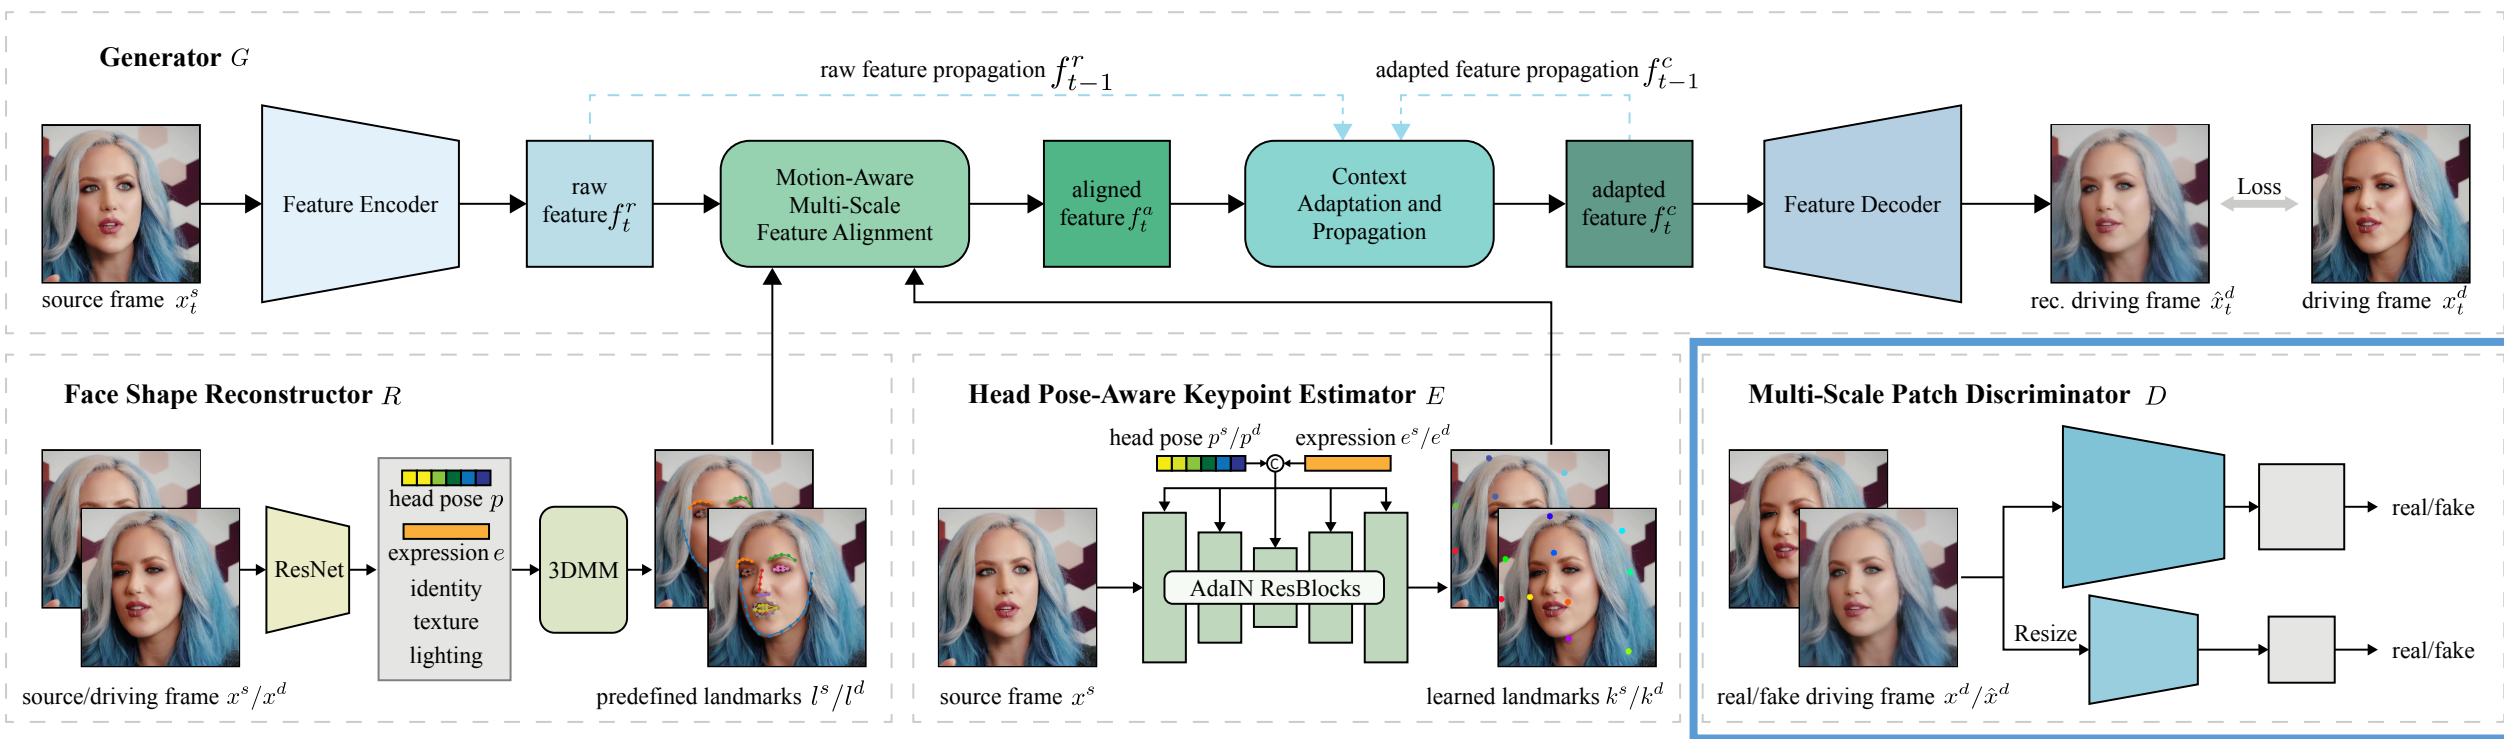 Generator G
raw feature propagation f^r_{t-1}
adapted feature propagation f^c_{t-1}
Feature Encoder
raw
feature f^r_t
Motion-Aware
Multi-Scale
Feature Alignment
aligned
feature f^a_t
Context
Adaptation and
Propagation
adapted
feature f^c_t
Feature Decoder
Loss
source frame x^s_t
rec. driving frame x̂^d_t
driving frame x^d_t
Face Shape Reconstructor R
ResNet
head pose p
expression e
identity
texture
lighting
3DMM
source/driving frame x^s/x^d
predefined landmarks l^s/l^d
Head Pose-Aware Keypoint Estimator E
head pose p^s/p^d
expression e^s/e^d
C
AdaIN ResBlocks
source frame x^s
learned landmarks k^s/k^d
Multi-Scale Patch Discriminator D
real/fake
Resize
real/fake
real/fake driving frame x^d/x̂^d